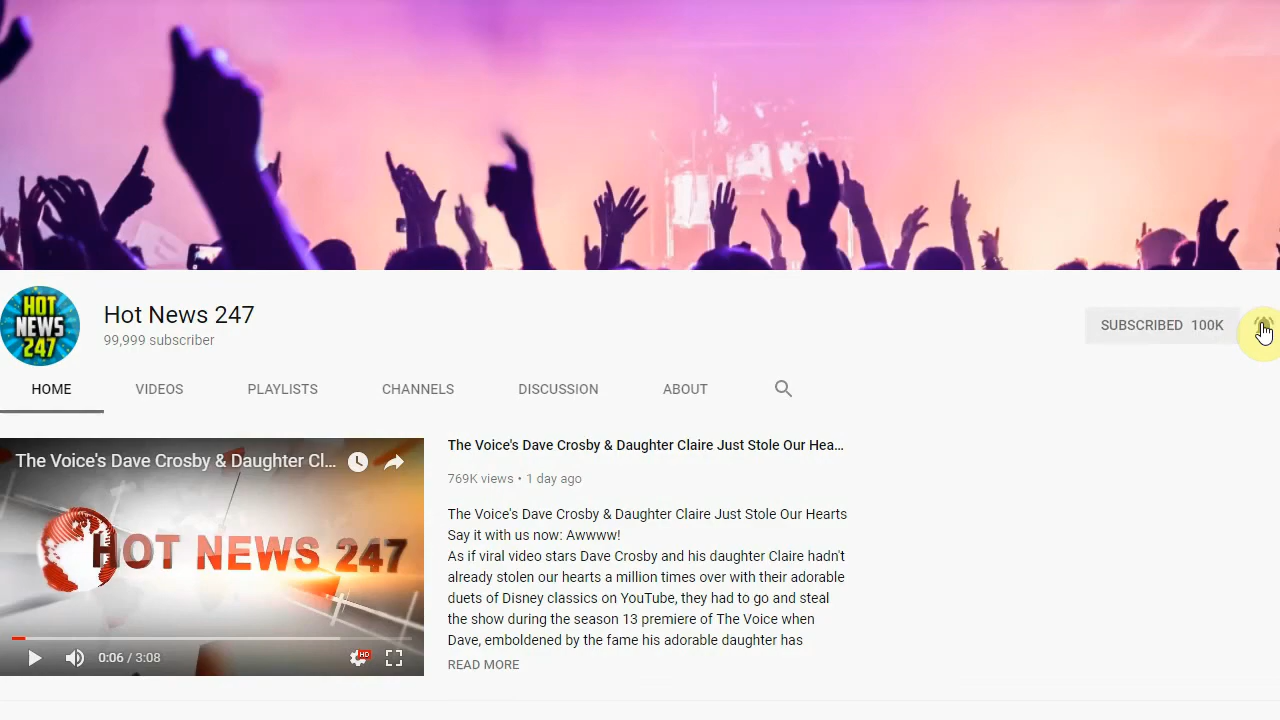 HOT
NEWS
247
Hot News 247
99,999 subscriber
SUBSCRIBED 100K
HOME VIDEOS PLAYLISTS CHANNELS DISCUSSION ABOUT
The Voice's Dave Crosby & Daughter Cl...
HOT NEWS 247
0:06 / 3:08
HD
The Voice's Dave Crosby & Daughter Claire Just Stole Our Hea...
769K views • 1 day ago
The Voice's Dave Crosby & Daughter Claire Just Stole Our Hearts
Say it with us now: Awwww!
As if viral video stars Dave Crosby and his daughter Claire hadn't
already stolen our hearts a million times over with their adorable
duets of Disney classics on YouTube, they had to go and steal
the show during the season 13 premiere of The Voice when
Dave, emboldened by the fame his adorable daughter has
READ MORE